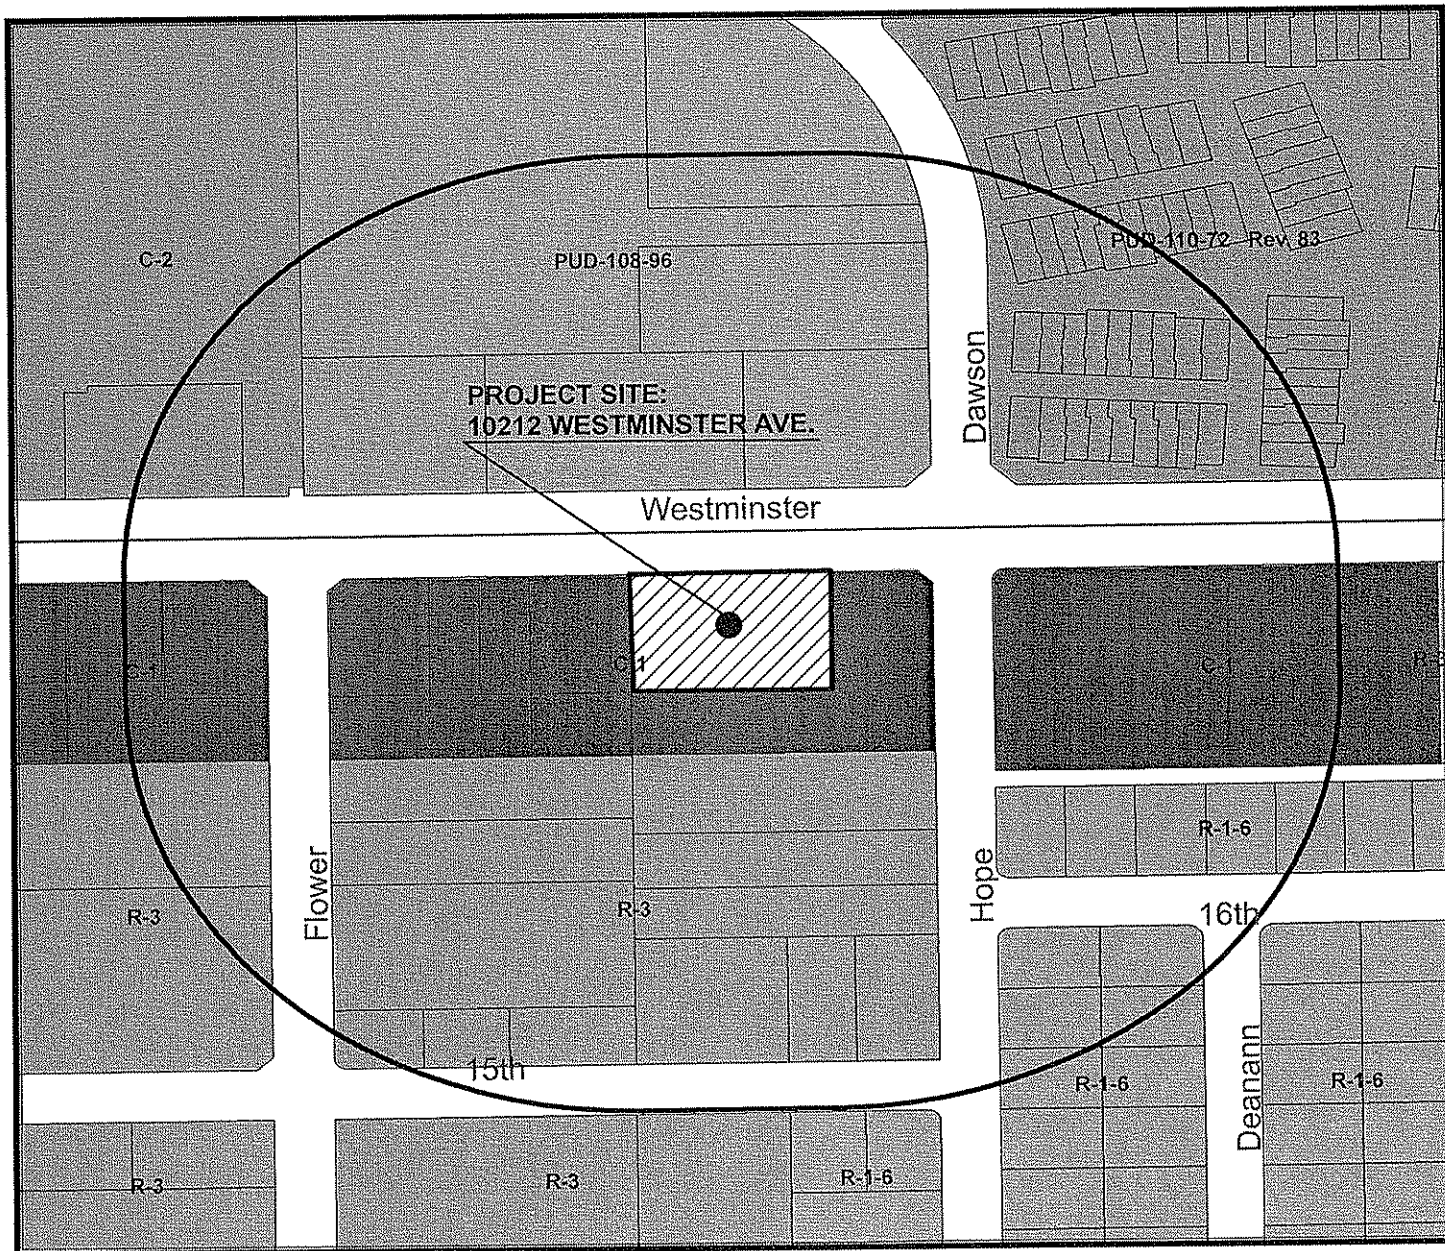 C-2
PUD-108-96
PUD-110-72 Rev. 83
Dawson
PROJECT SITE:
10212 WESTMINSTER AVE.
Westminster
C-1
C-1
C-1
R-1-6
Flower
Hope
R-3
R-3
16th
15th
Deanann
R-1-6
R-1-6
R-3
R-3
R-1-6